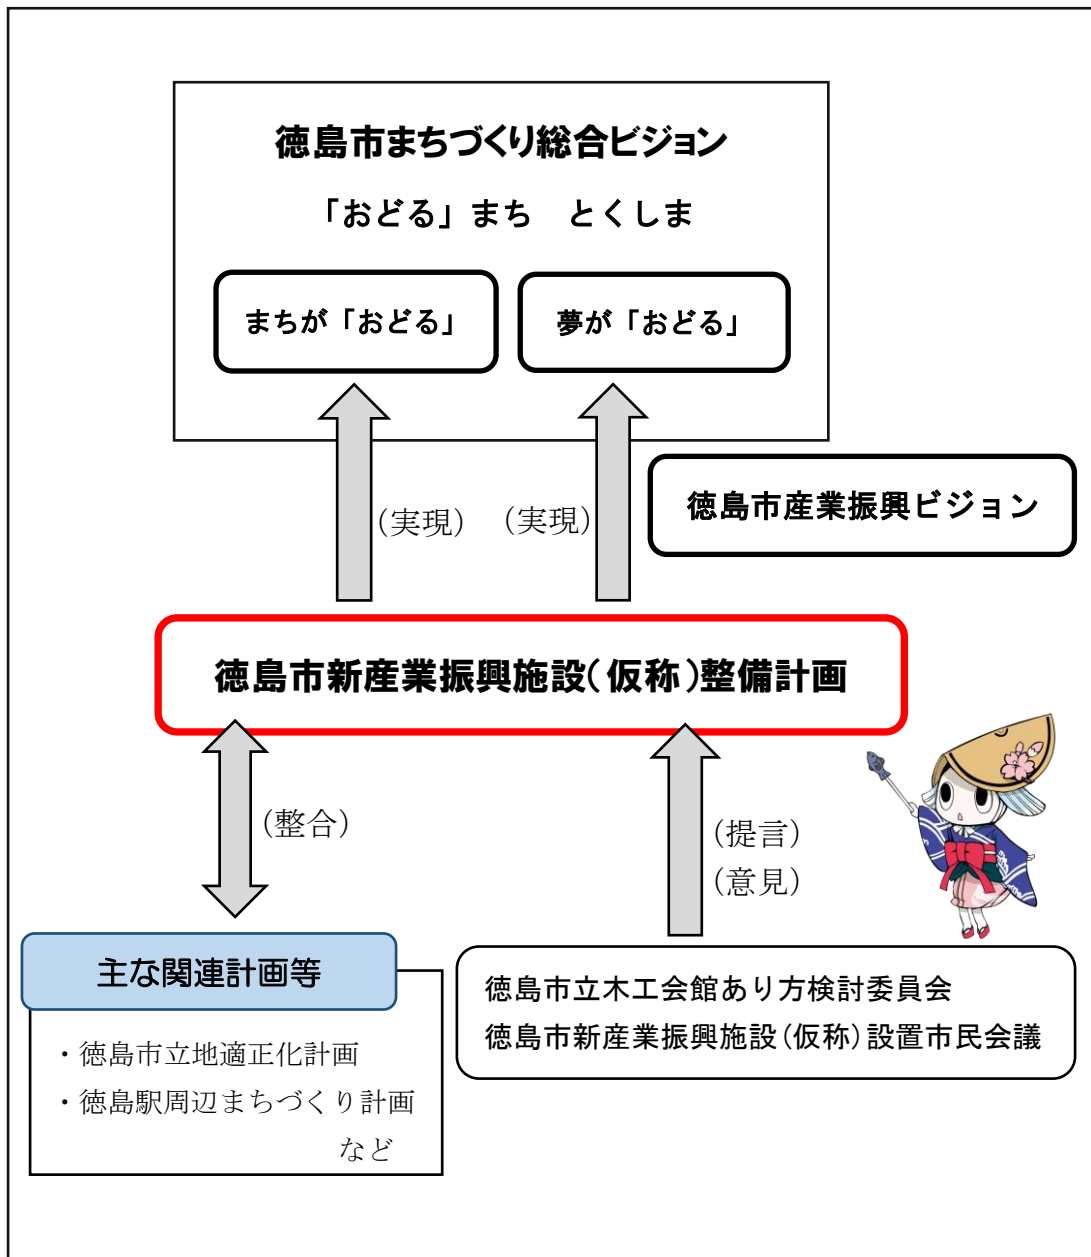 徳島市まちづくり総合ビジョン
「おどる」まち　とくしま
まちが「おどる」
夢が「おどる」
徳島市産業振興ビジョン
(実現)
(実現)
徳島市新産業振興施設(仮称)整備計画
(整合)
(提言)
(意見)
主な関連計画等
・徳島市立地適正化計画
・徳島駅周辺まちづくり計画
など
徳島市立木工会館あり方検討委員会
徳島市新産業振興施設(仮称)設置市民会議